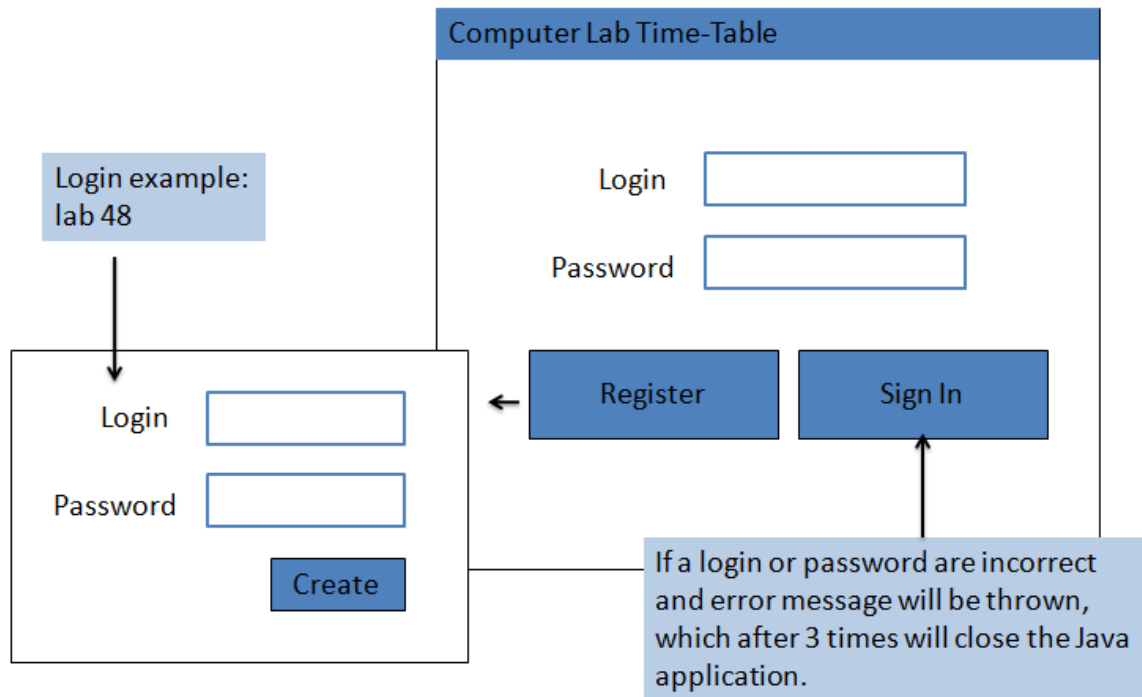 Computer Lab Time-Table
Login example:
lab 48
Login
Password
Register
Sign In
Login
Password
Create
If a login or password are incorrect
and error message will be thrown,
which after 3 times will close the Java
application.